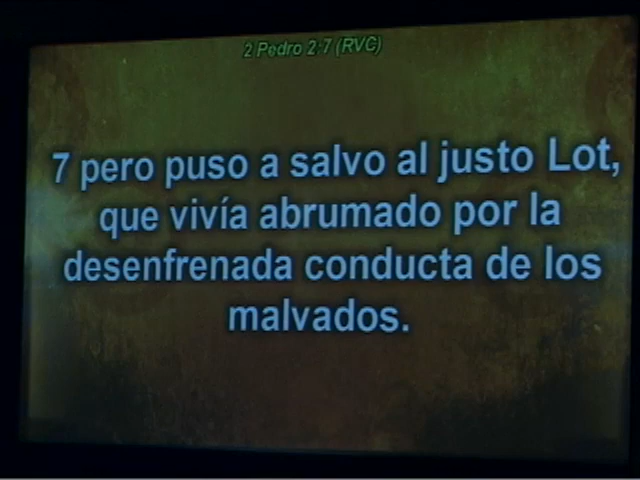 2 Pedro 2:7 (RVC)
7 pero puso a salvo al justo Lot,
que vivía abrumado por la
desenfrenada conducta de los
malvados.